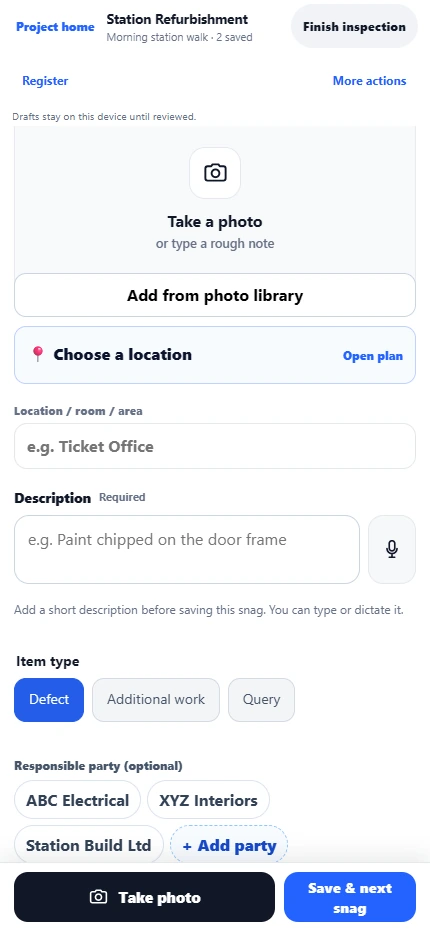 Project home
Station Refurbishment
Morning station walk · 2 saved
Finish inspection
Register
More actions
Drafts stay on this device until reviewed.
Take a photo
or type a rough note
Add from photo library
Choose a location
Open plan
Location / room / area
e.g. Ticket Office
Description Required
e.g. Paint chipped on the door frame
Add a short description before saving this snag. You can type or dictate it.
Item type
Defect
Additional work
Query
Responsible party (optional)
ABC Electrical
XYZ Interiors
Station Build Ltd
+ Add party
Take photo
Save & next
snag